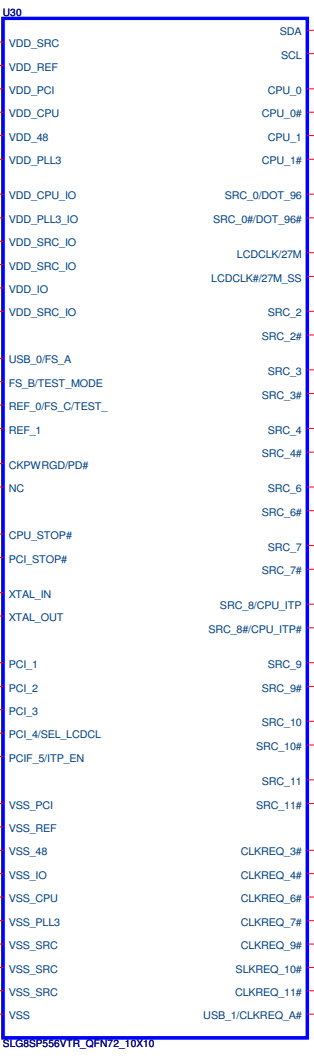 U30
VDD_SRC
VDD_REF
VDD_PCI
VDD_CPU
VDD_48
VDD_PLL3
VDD_CPU_IO
VDD_PLL3_IO
VDD_SRC_IO
VDD_SRC_IO
VDD_IO
VDD_SRC_IO
USB_0/FS_A
FS_B/TEST_MODE
REF_0/FS_C/TEST_
REF_1
CKPWRGD/PD#
NC
CPU_STOP#
PCI_STOP#
XTAL_IN
XTAL_OUT
PCI_1
PCI_2
PCI_3
PCI_4/SEL_LCDCL
PCIF_5/ITP_EN
VSS_PCI
VSS_REF
VSS_48
VSS_IO
VSS_CPU
VSS_PLL3
VSS_SRC
VSS_SRC
VSS_SRC
VSS
SDA
SCL
CPU_0
CPU_0#
CPU_1
CPU_1#
SRC_0/DOT_96
SRC_0#/DOT_96#
LCDCLK/27M
LCDCLK#/27M_SS
SRC_2
SRC_2#
SRC_3
SRC_3#
SRC_4
SRC_4#
SRC_6
SRC_6#
SRC_7
SRC_7#
SRC_8/CPU_ITP
SRC_8#/CPU_ITP#
SRC_9
SRC_9#
SRC_10
SRC_10#
SRC_11
SRC_11#
CLKREQ_3#
CLKREQ_4#
CLKREQ_6#
CLKREQ_7#
CLKREQ_9#
SLKREQ_10#
CLKREQ_11#
USB_1/CLKREQ_A#
SLG8SP556VTR_QFN72_10X10